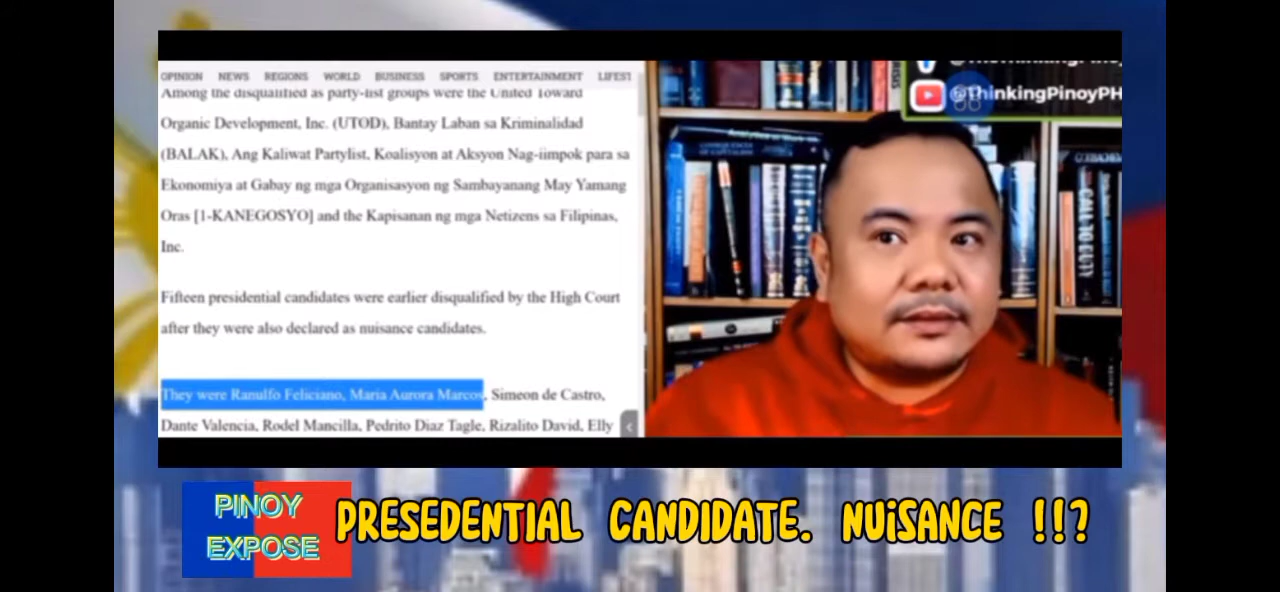 OPINION NEWS REGIONS WORLD BUSINESS SPORTS ENTERTAINMENT
Among the disqualified as party-list groups were the United Toward
Organic Development, Inc. (UTOD), Bantay Laban sa Kriminalidad
(BALAK), Ang Kaliwat Partylist, Koalisyon at Aksyon Nag-iimpok para sa
Ekonomiya at Gabay ng mga Organisasyon ng Sambayanang May Yamang
Oras [1-KANEGOSYO] and the Kapisanan ng mga Netizens sa Filipinas,
Inc.
Fifteen presidential candidates were earlier disqualified by the High Court
after they were also declared as nuisance candidates.
They were Ranulfo Feliciano, Maria Aurora Marcos, Simeon de Castro,
Dante Valencia, Rodel Mancilla, Pedrito Diaz Tagle, Rizalito David, Elly
@ThinkingPinoyPH
CALL TO DUTY
PINOY
EXPOSE
PRESEDENTIAL CANDIDATE. NUiSANCE !!?